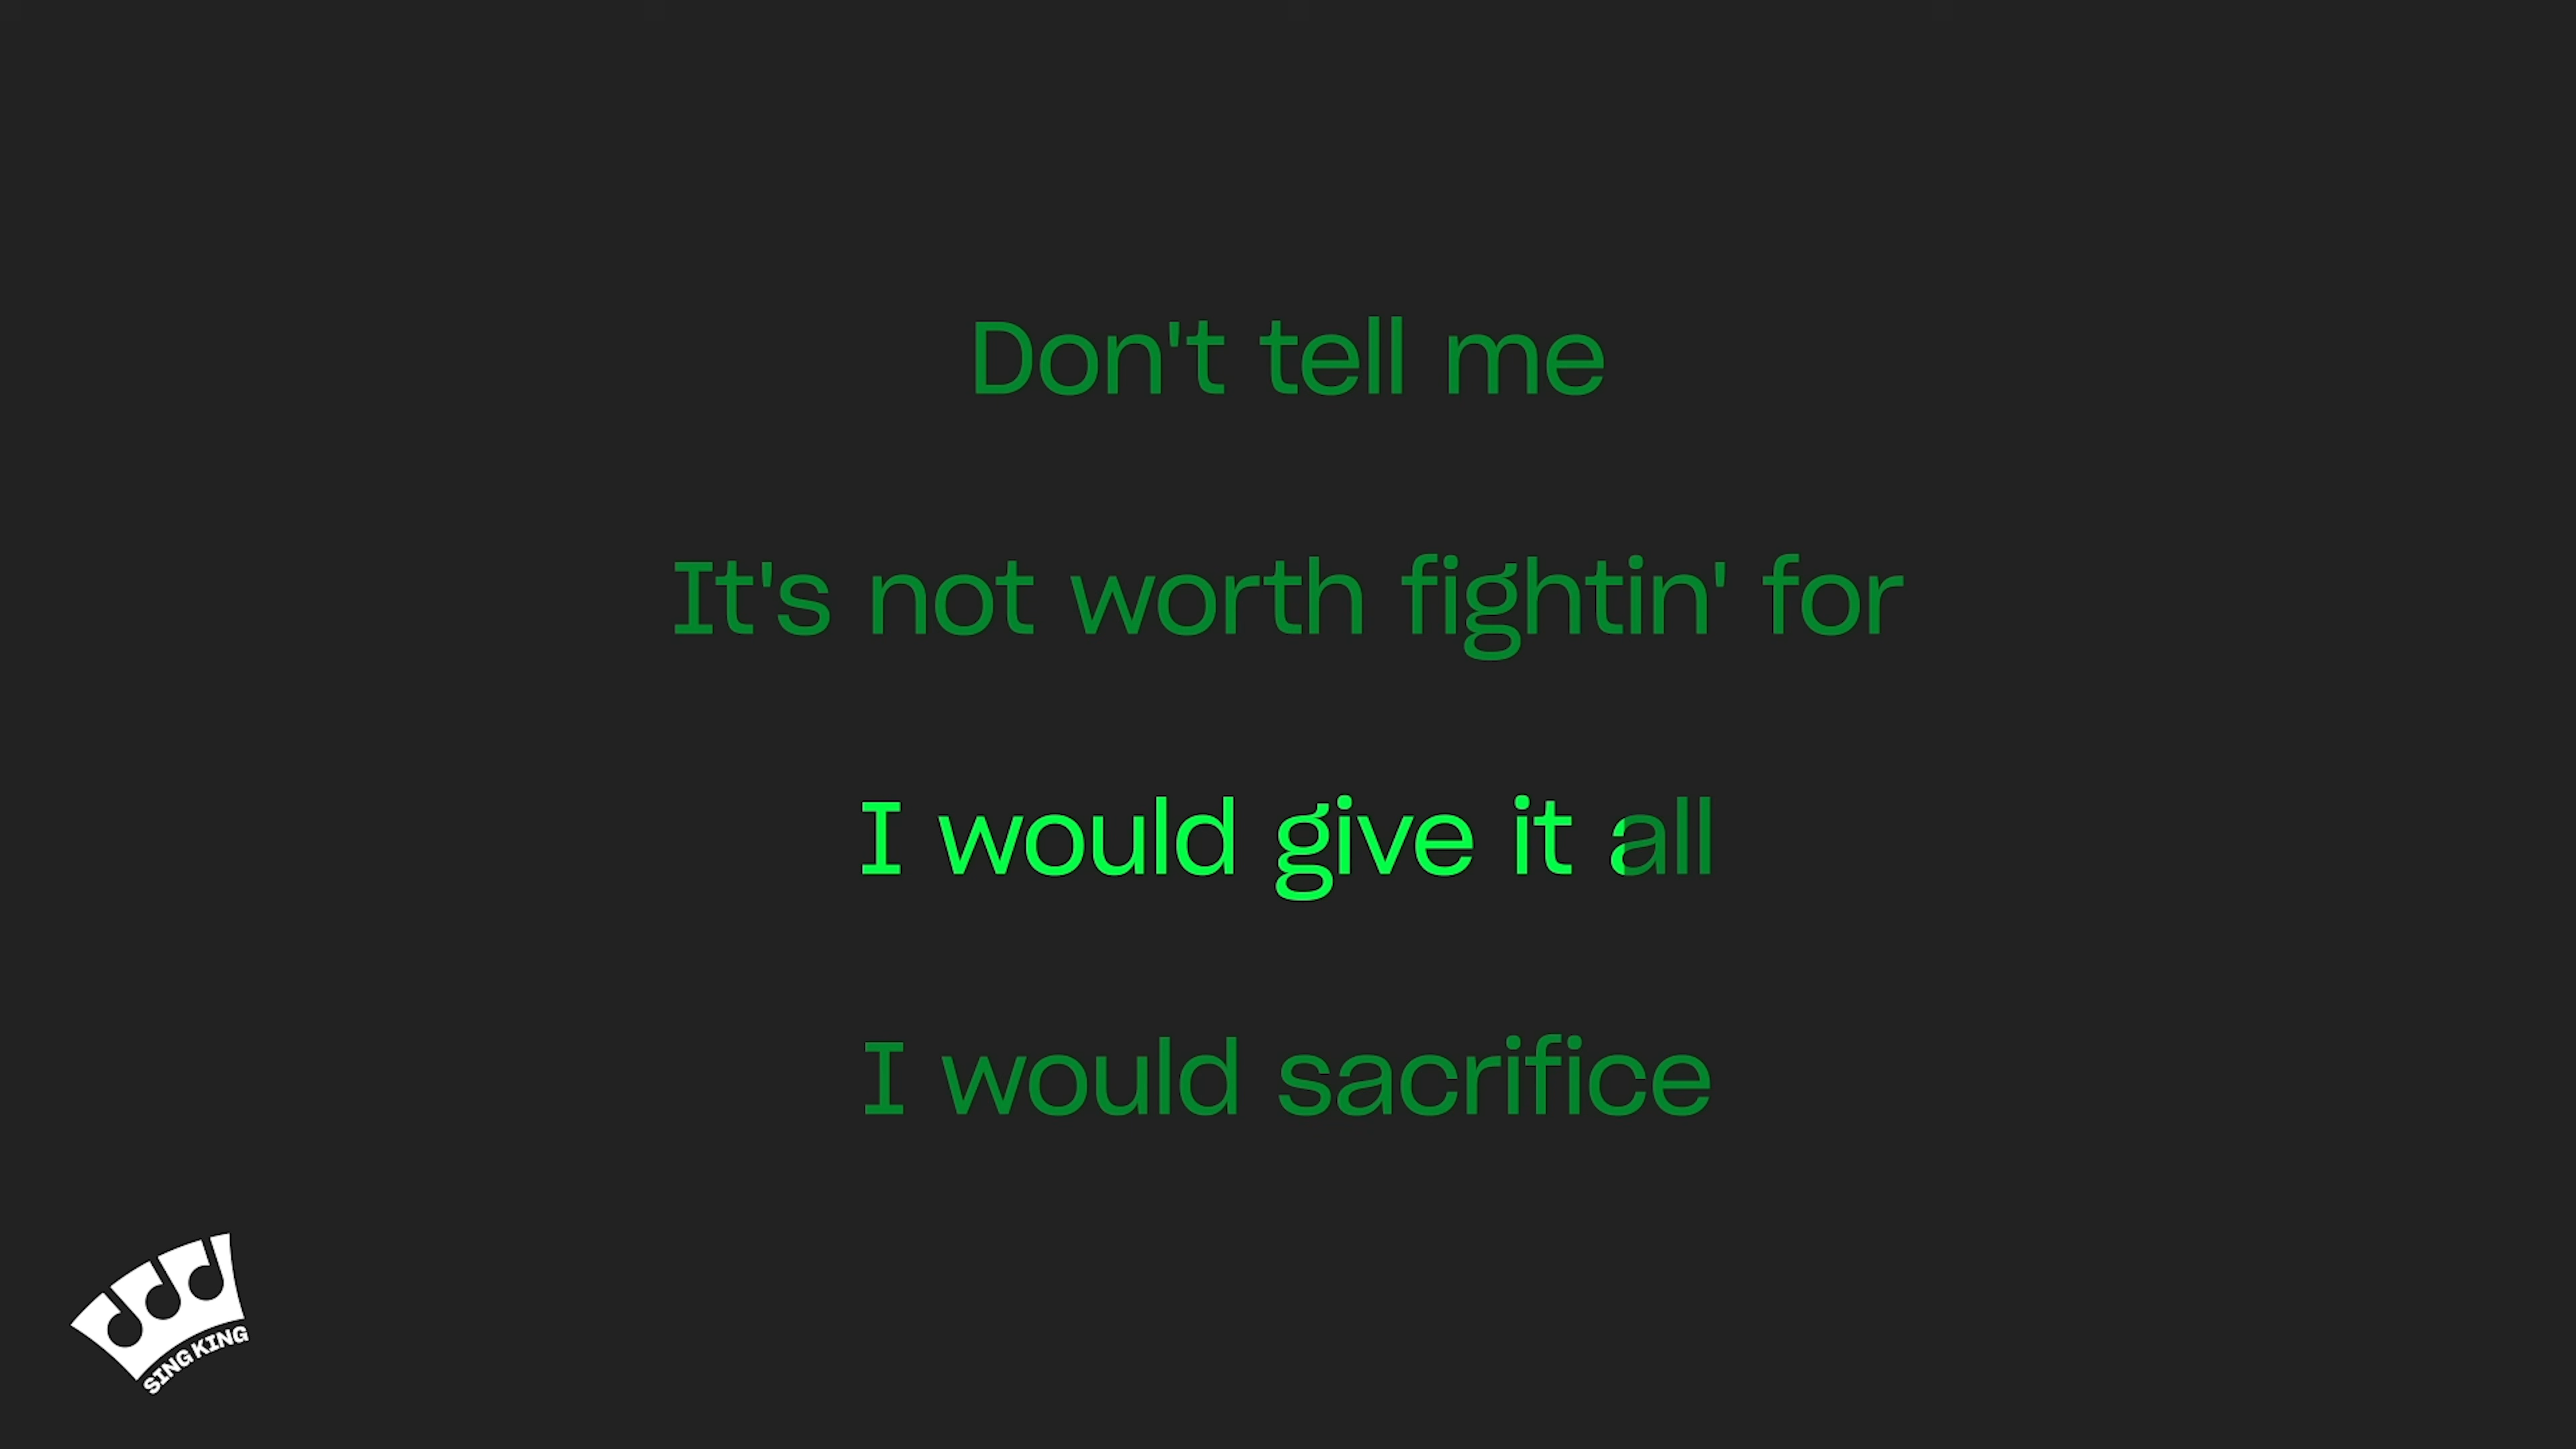 Don't tell me
It's not worth fightin' for
I would give it all
I would sacrifice
SING KING